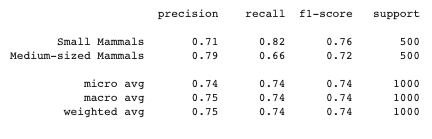 precision recall f1-score support
Small Mammals 0.71 0.82 0.76 500
Medium-sized Mammals 0.79 0.66 0.72 500
micro avg 0.74 0.74 0.74 1000
macro avg 0.75 0.74 0.74 1000
weighted avg 0.75 0.74 0.74 1000